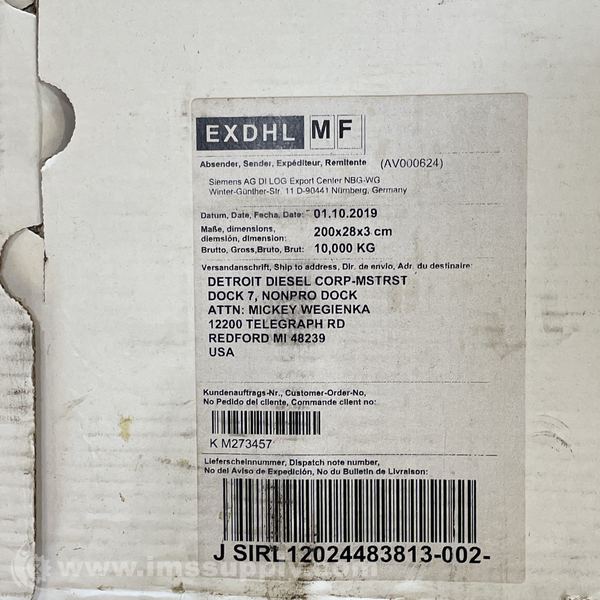 EXDHL MF
Absender, Sender, Expéditeur, Remitente (AV000624)
Siemens AG DI LOG Export Center NBG-WG
Winter-Günther-Str. 11 D-90441 Nürnberg, Germany
Datum, Date, Fecha, Date: 01.10.2019
Maße, dimensions,
diemsión, dimension: 200x28x3 cm
Brutto, Gross,Bruto, Brut: 10,000 KG
Versandanschrift, Ship to address, Dir. de envio, Adr. du destinaire:
DETROIT DIESEL CORP-MSTRST
DOCK 7, NONPRO DOCK
ATTN: MICKEY WEGIENKA
12200 TELEGRAPH RD
REDFORD MI 48239
USA
Kundenauftrags-Nr., Customer-Order-No,
No Pedido del cliente, Commande client no:
K M273457
Lieferscheinnummer, Dispatch note number,
No del Aviso de Expedición, No du Bulletin de Livraison:
J SIRL12024483813-002-
© www.imssupply.com